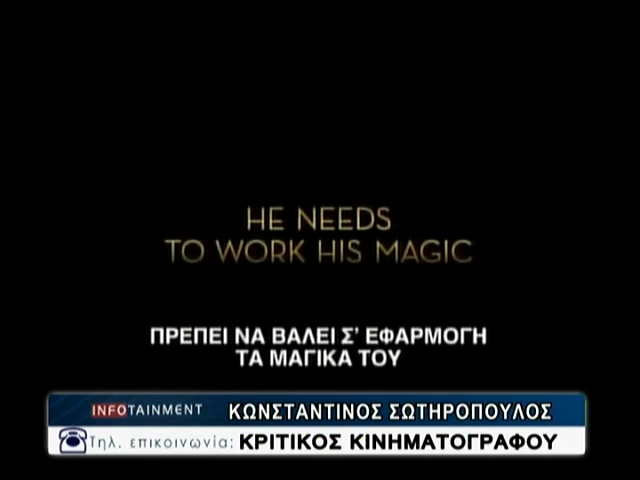 HE NEEDS
TO WORK HIS MAGIC
ΠΡΕΠΕΙ ΝΑ ΒΑΛΕΙ Σ' ΕΦΑΡΜΟΓΗ
ΤΑ ΜΑΓΙΚΑ ΤΟΥ
INFOTAINMENT ΚΩΝΣΤΑΝΤΙΝΟΣ ΣΩΤΗΡΟΠΟΥΛΟΣ
Τηλ. επικοινωνία: ΚΡΙΤΙΚΟΣ ΚΙΝΗΜΑΤΟΓΡΑΦΟΥ